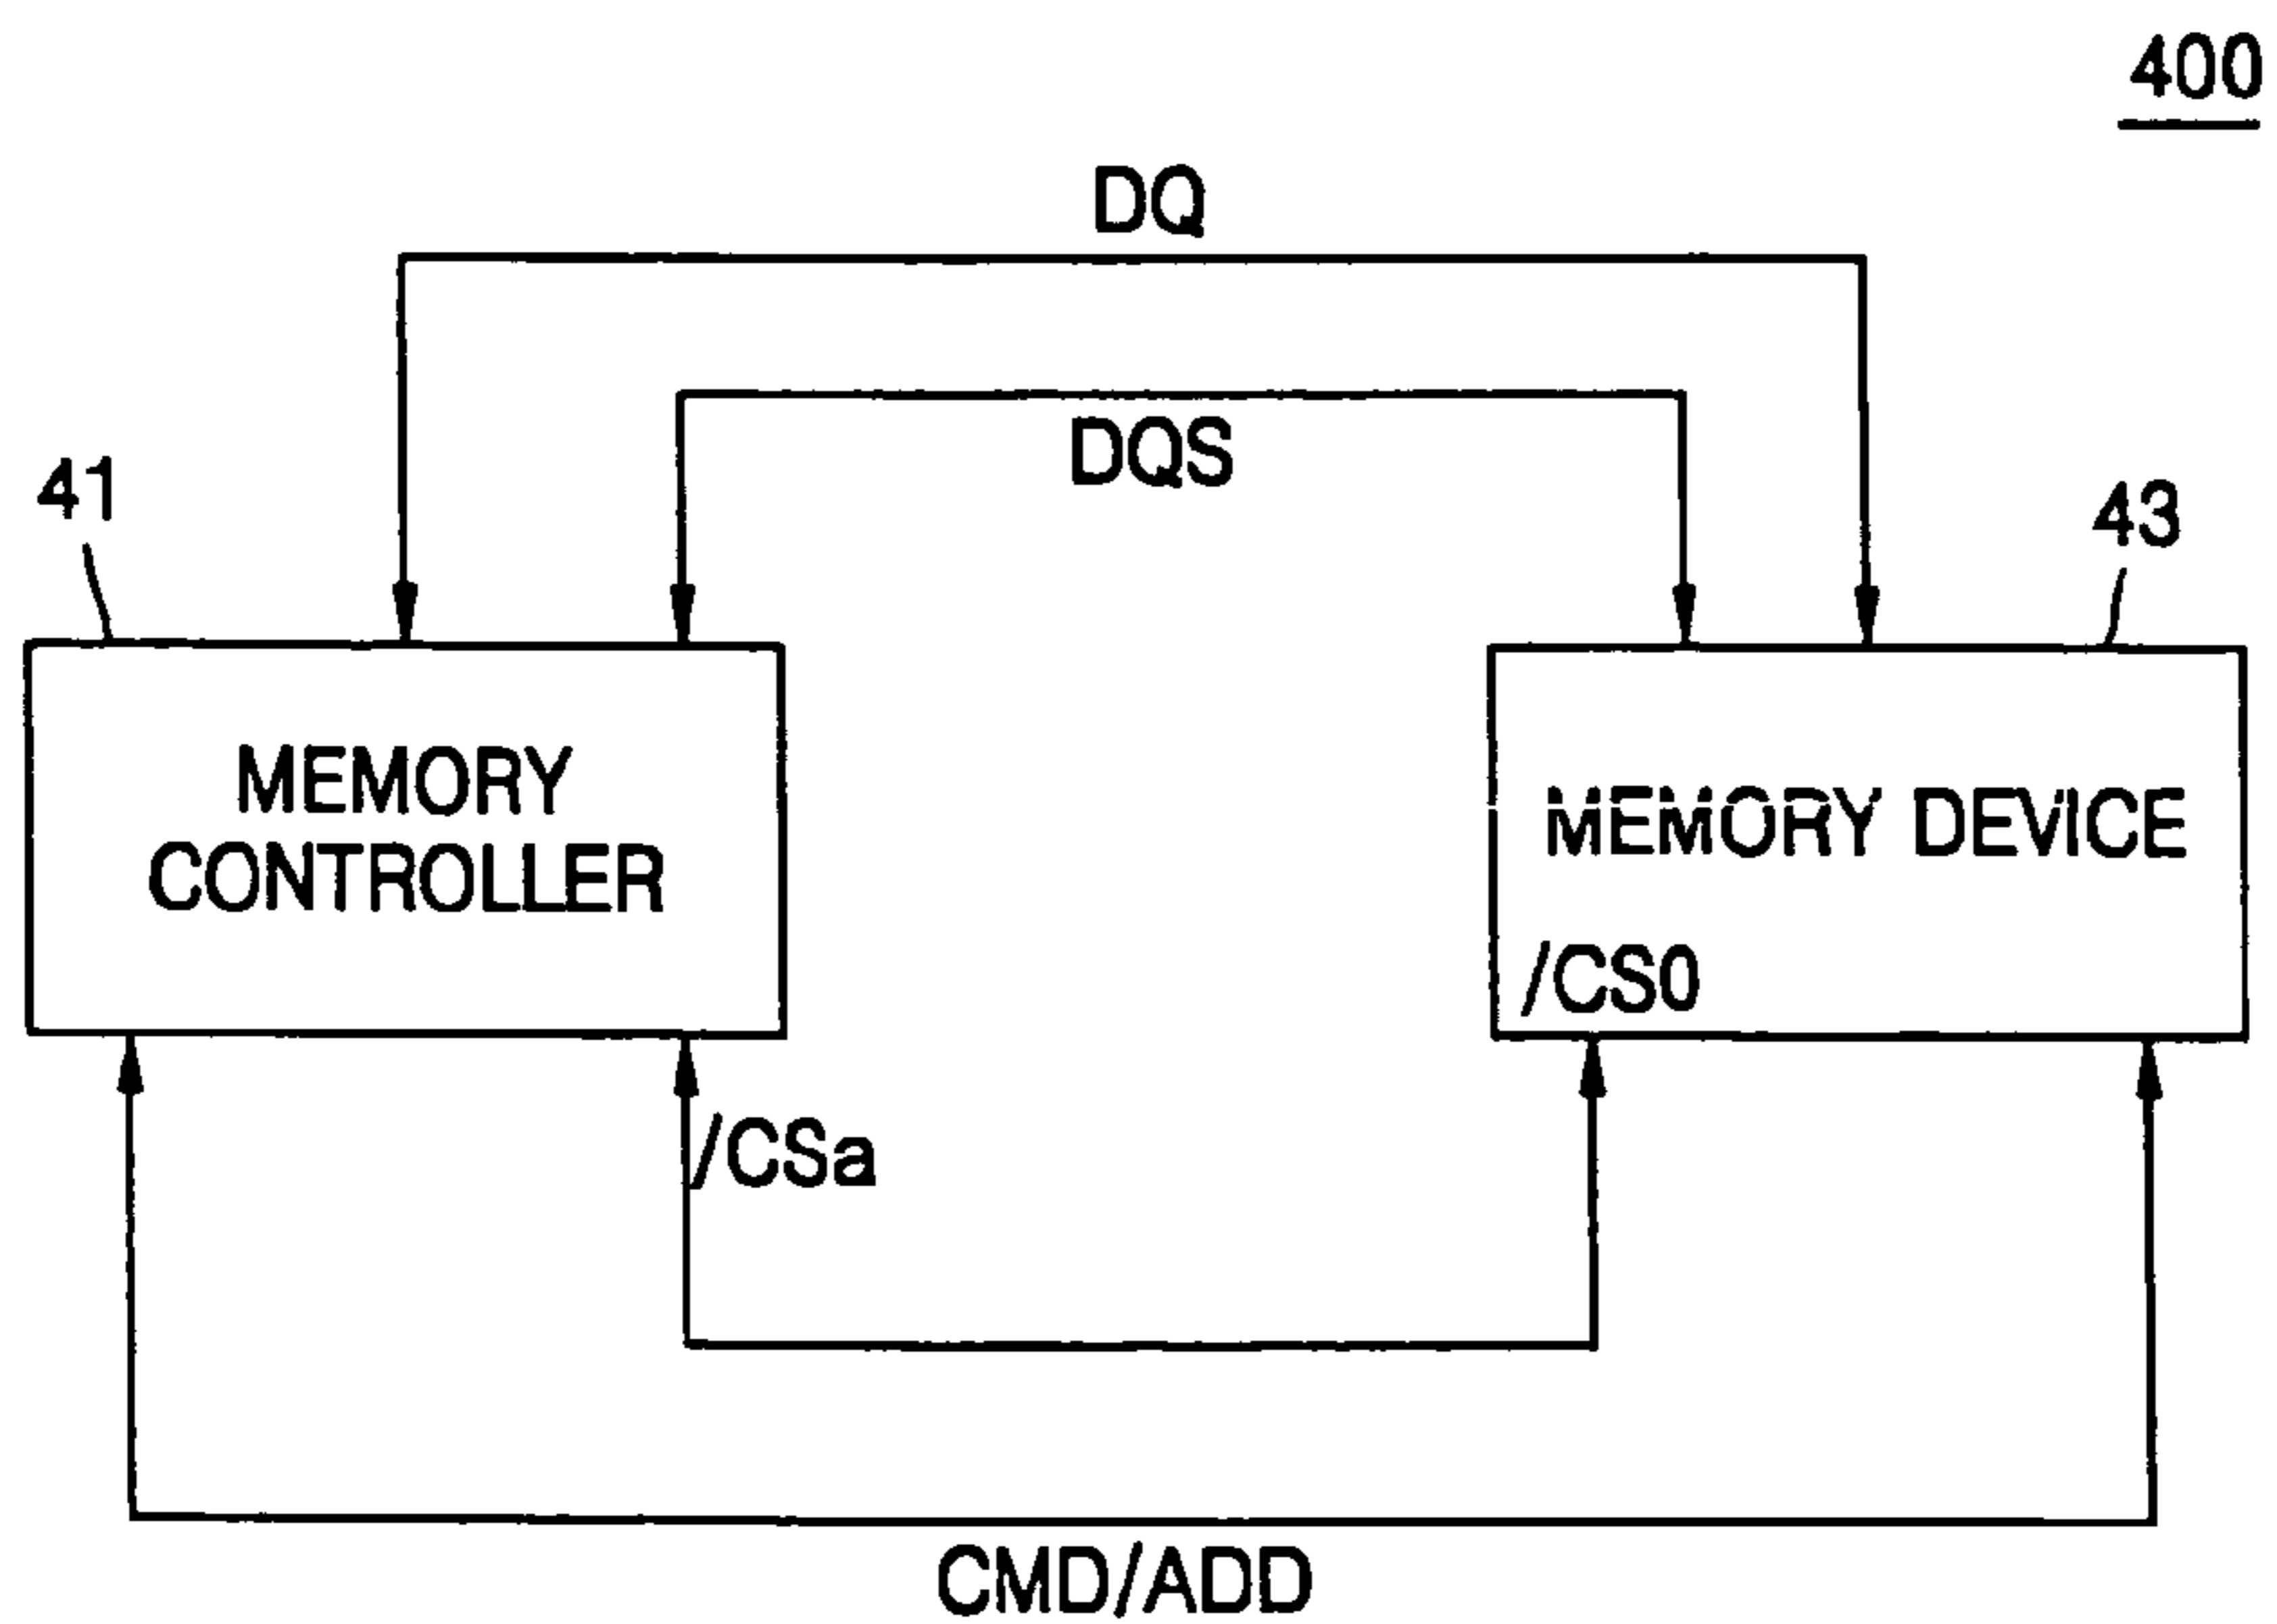 400
DQ
DQS
41
43
MEMORY
CONTROLLER
MEMORY DEVICE
/CS0
/CSa
CMD/ADD